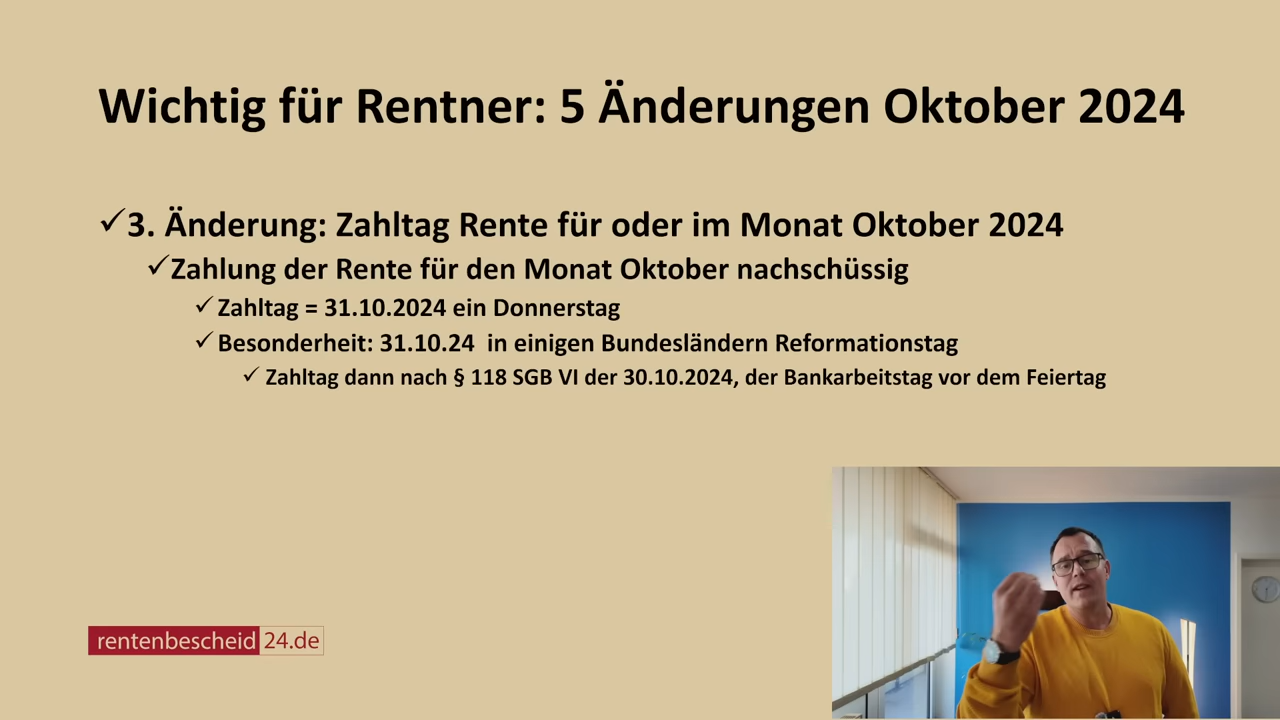 Wichtig für Rentner: 5 Änderungen Oktober 2024
✓3. Änderung: Zahltag Rente für oder im Monat Oktober 2024
✓Zahlung der Rente für den Monat Oktober nachschüssig
✓Zahltag = 31.10.2024 ein Donnerstag
✓Besonderheit: 31.10.24 in einigen Bundesländern Reformationstag
✓Zahltag dann nach § 118 SGB VI der 30.10.2024, der Bankarbeitstag vor dem Feiertag
rentenbescheid 24.de